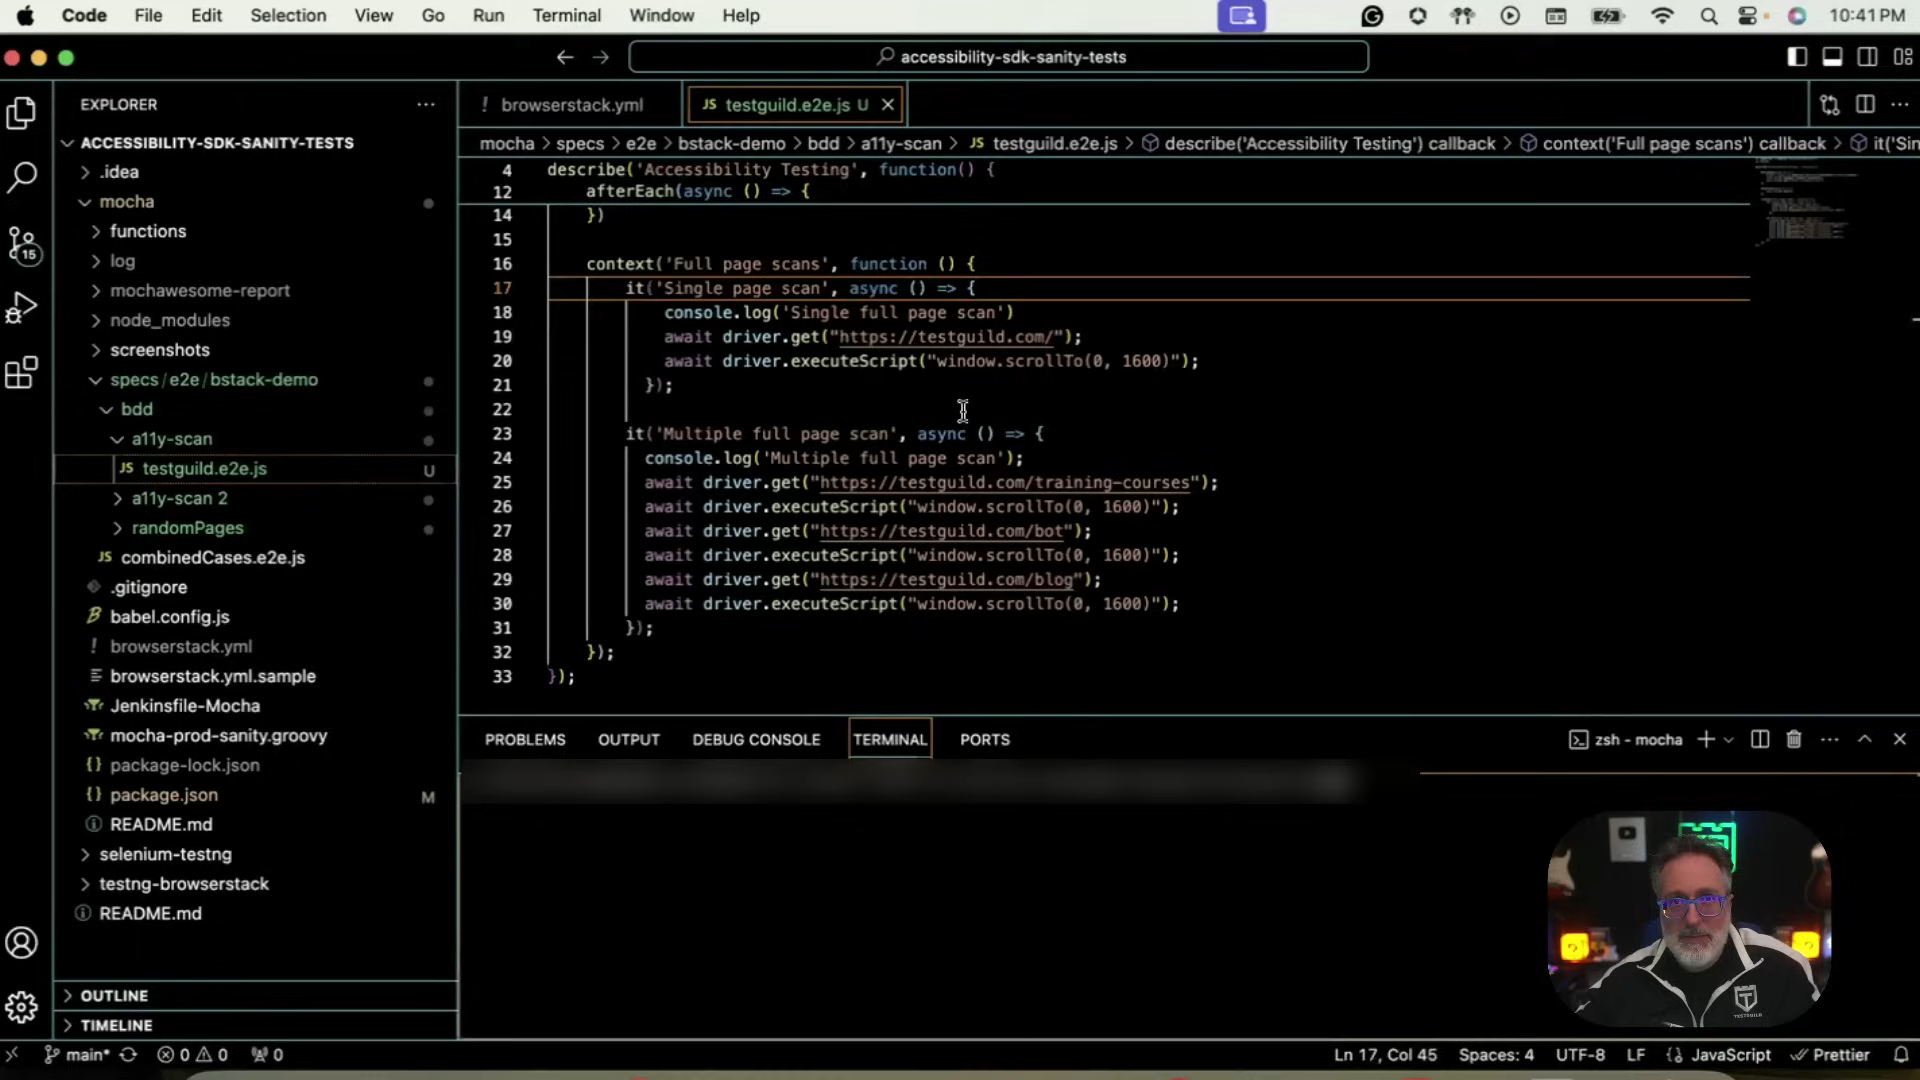 Code File Edit Selection View Go Run Terminal Window Help 10:41 PM
accessibility-sdk-sanity-tests
EXPLORER
ACCESSIBILITY-SDK-SANITY-TESTS
.idea
mocha
functions
log
mochawesome-report
node_modules
screenshots
specs / e2e / bstack-demo
bdd
a11y-scan
JS testguild.e2e.js U
a11y-scan 2
randomPages
JS combinedCases.e2e.js
.gitignore
babel.config.js
! browserstack.yml
browserstack.yml.sample
Jenkinsfile-Mocha
mocha-prod-sanity.groovy
{} package-lock.json
{} package.json M
README.md
selenium-testng
testng-browserstack
README.md
OUTLINE
TIMELINE
15
! browserstack.yml JS testguild.e2e.js U
mocha > specs > e2e > bstack-demo > bdd > a11y-scan > JS testguild.e2e.js > describe('Accessibility Testing') callback > context('Full page scans') callback > it('Sin
4 describe('Accessibility Testing', function() {
12 afterEach(async () => {
14 })
15
16 context('Full page scans', function () {
17 it('Single page scan', async () => {
18 console.log('Single full page scan')
19 await driver.get("https://testguild.com/");
20 await driver.executeScript("window.scrollTo(0, 1600)");
21 });
22
23 it('Multiple full page scan', async () => {
24 console.log('Multiple full page scan');
25 await driver.get("https://testguild.com/training-courses");
26 await driver.executeScript("window.scrollTo(0, 1600)");
27 await driver.get("https://testguild.com/bot");
28 await driver.executeScript("window.scrollTo(0, 1600)");
29 await driver.get("https://testguild.com/blog");
30 await driver.executeScript("window.scrollTo(0, 1600)");
31 });
32 });
33 });
PROBLEMS OUTPUT DEBUG CONSOLE TERMINAL PORTS zsh - mocha
TESTGUILD
main* 0 0 0 Ln 17, Col 45 Spaces: 4 UTF-8 LF {} JavaScript Prettier